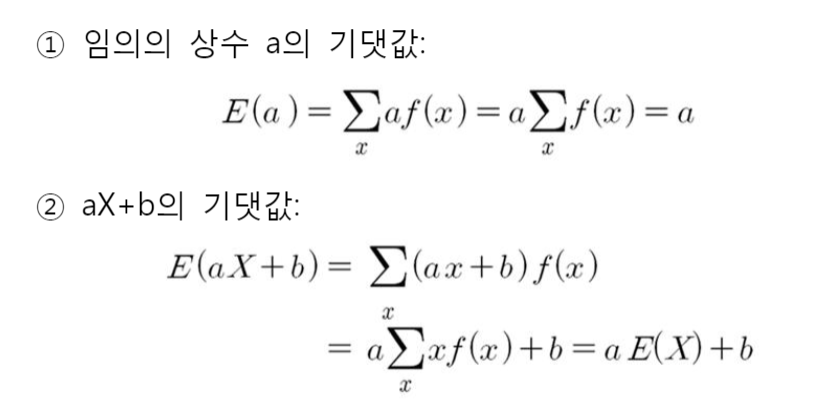 ① 임의의 상수 a의 기댓값:
E(a) = ∑ₓ af(x) = a∑ₓ f(x) = a
② aX+b의 기댓값:
E(aX+b) = ∑ₓ (ax+b)f(x)
= a∑ₓ xf(x)+b = a E(X)+b